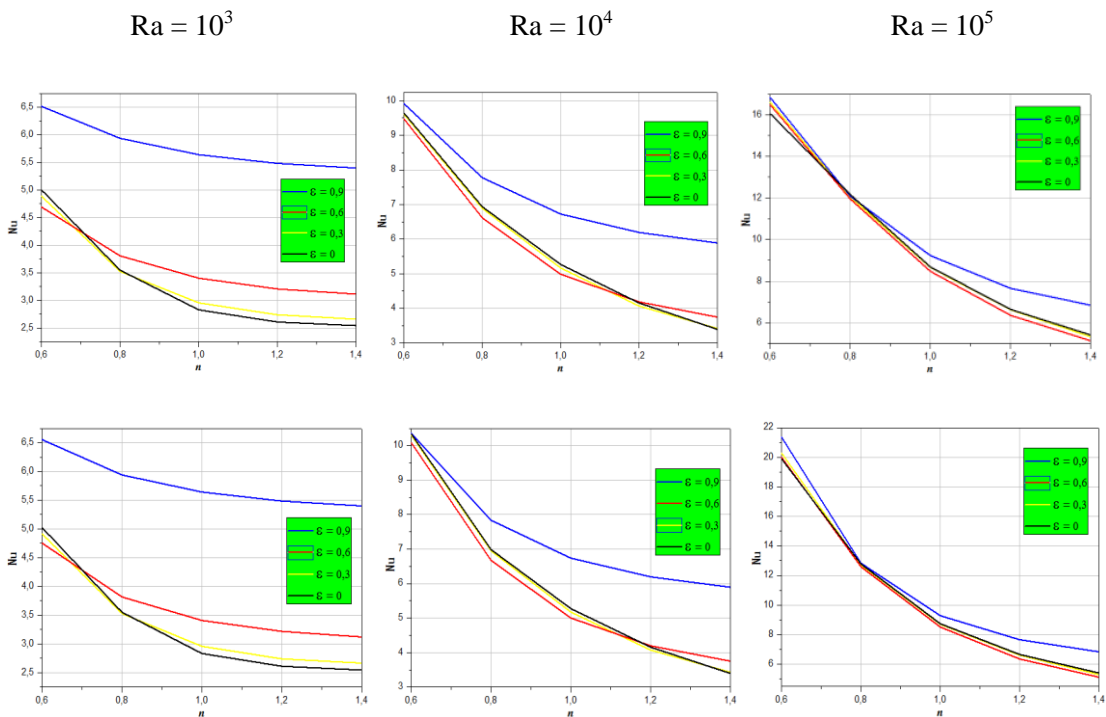 Ra = 10³ Ra = 10⁴ Ra = 10⁵
6,5
6,0
5,5
5,0
4,5
4,0
3,5
3,0
2,5
Nu
ε = 0,9
ε = 0,6
ε = 0,3
ε = 0
0,6 0,8 1,0 1,2 1,4
n
10
9
8
7
6
5
4
3
Nu
ε = 0,9
ε = 0,6
ε = 0,3
ε = 0
0,6 0,8 1,0 1,2 1,4
n
16
14
12
10
8
6
Nu
ε = 0,9
ε = 0,6
ε = 0,3
ε = 0
0,6 0,8 1,0 1,2 1,4
n
6,5
6,0
5,5
5,0
4,5
4,0
3,5
3,0
2,5
Nu
ε = 0,9
ε = 0,6
ε = 0,3
ε = 0
0,6 0,8 1,0 1,2 1,4
n
10
9
8
7
6
5
4
3
Nu
ε = 0,9
ε = 0,6
ε = 0,3
ε = 0
0,6 0,8 1,0 1,2 1,4
n
22
20
18
16
14
12
10
8
6
Nu
ε = 0,9
ε = 0,6
ε = 0,3
ε = 0
0,6 0,8 1,0 1,2 1,4
n